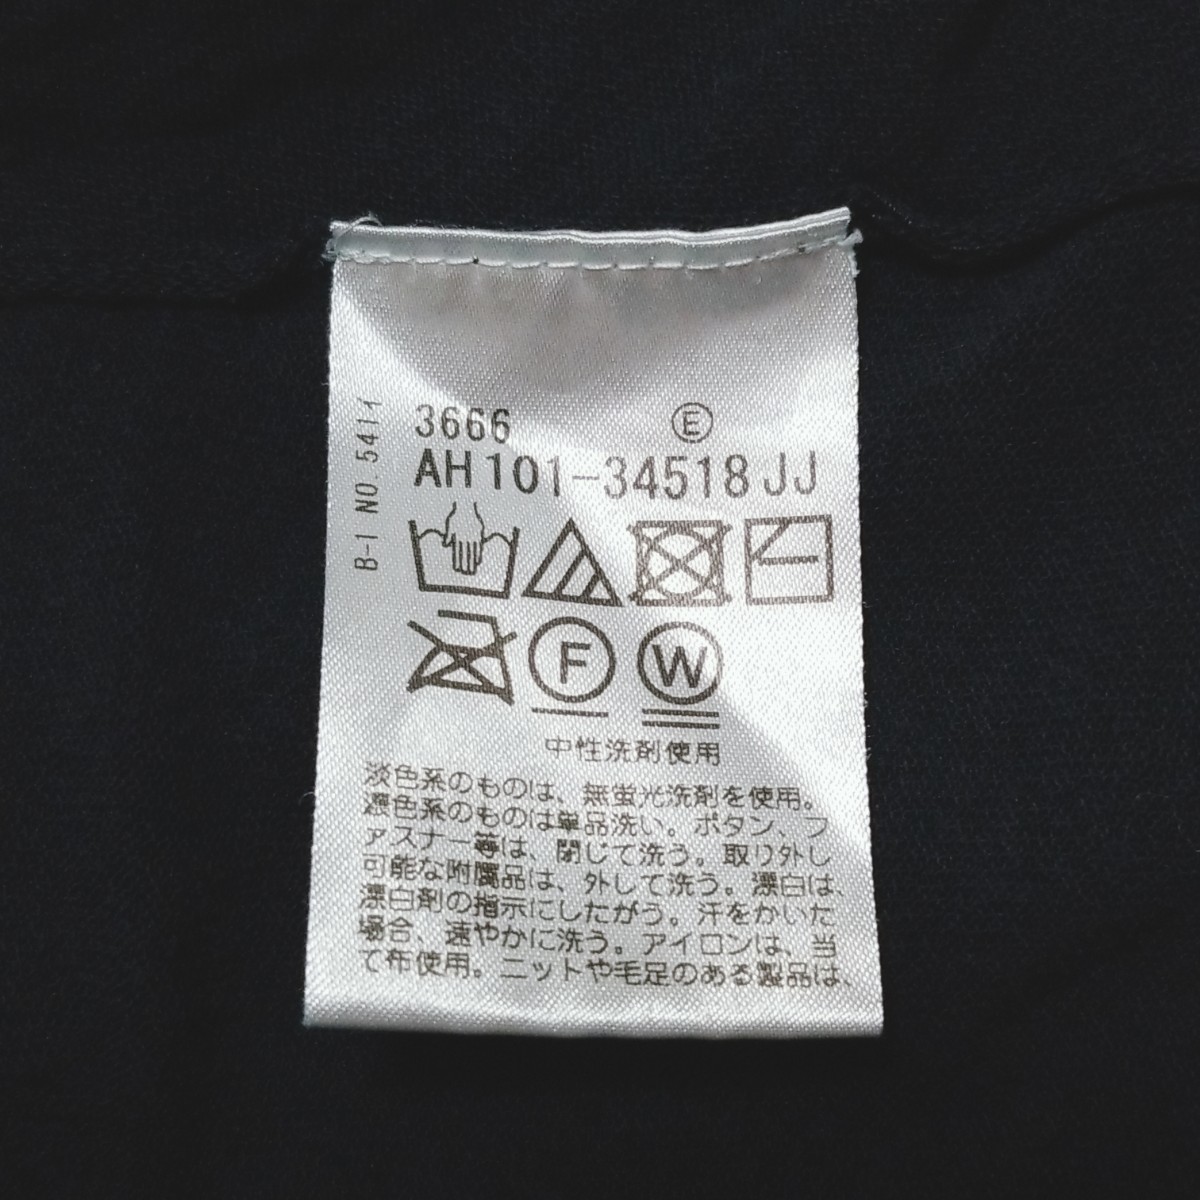 3666 Ⓔ
AH101-34518JJ
B-1 NO.541イ
F W
中性洗剤使用
淡色系のものは、無蛍光洗剤を使用。
濃色系のものは単品洗い。ボタン、フ
ァスナー等は、閉じて洗う。取り外し
可能な附属品は、外して洗う。漂白は、
漂白剤の指示にしたがう。汗をかいた
場合、速やかに洗う。アイロンは、当
て布使用。ニットや毛足のある製品は、